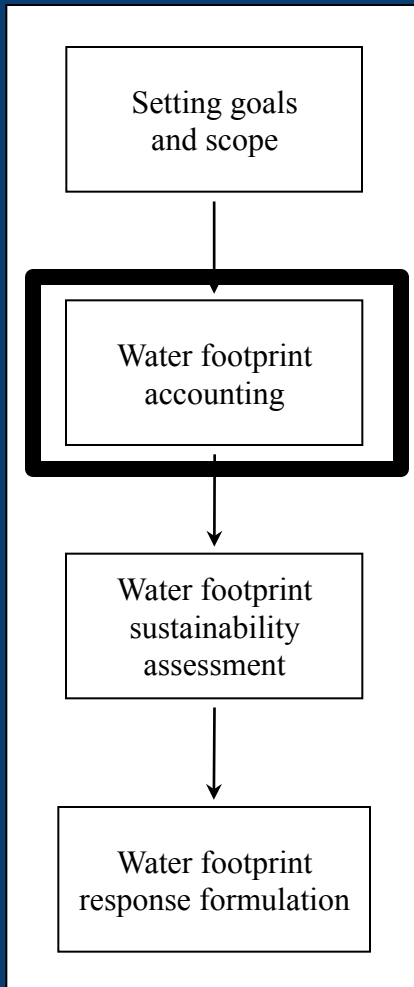 Setting goals
and scope
Water footprint
accounting
Water footprint
sustainability
assessment
Water footprint
response formulation